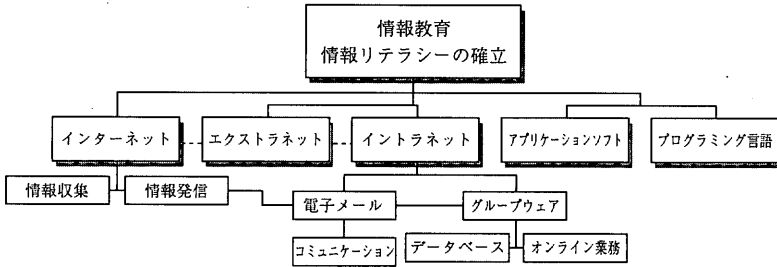 情報教育
情報リテラシーの確立
インターネット
エクストラネット
イントラネット
アプリケーションソフト
プログラミング言語
情報収集
情報発信
電子メール
グループウェア
コミュニケーション
データベース
オンライン業務